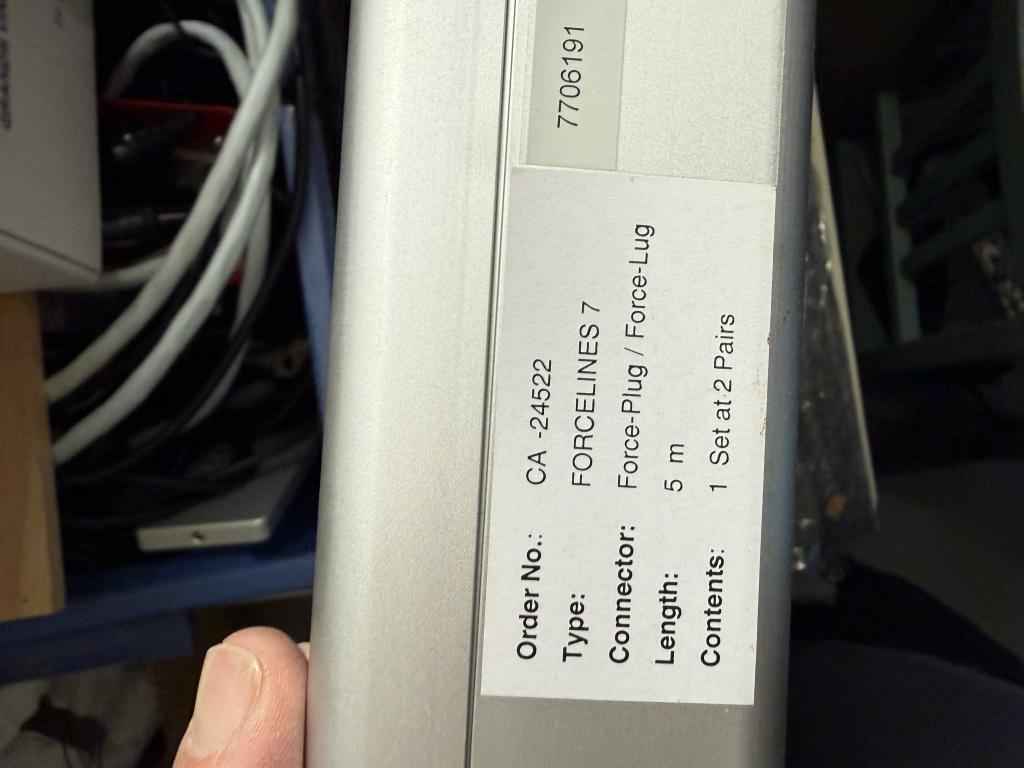 7706191
Order No.: CA -24522
Type: FORCELINES 7
Connector: Force-Plug / Force-Lug
Length: 5 m
Contents: 1 Set at 2 Pairs